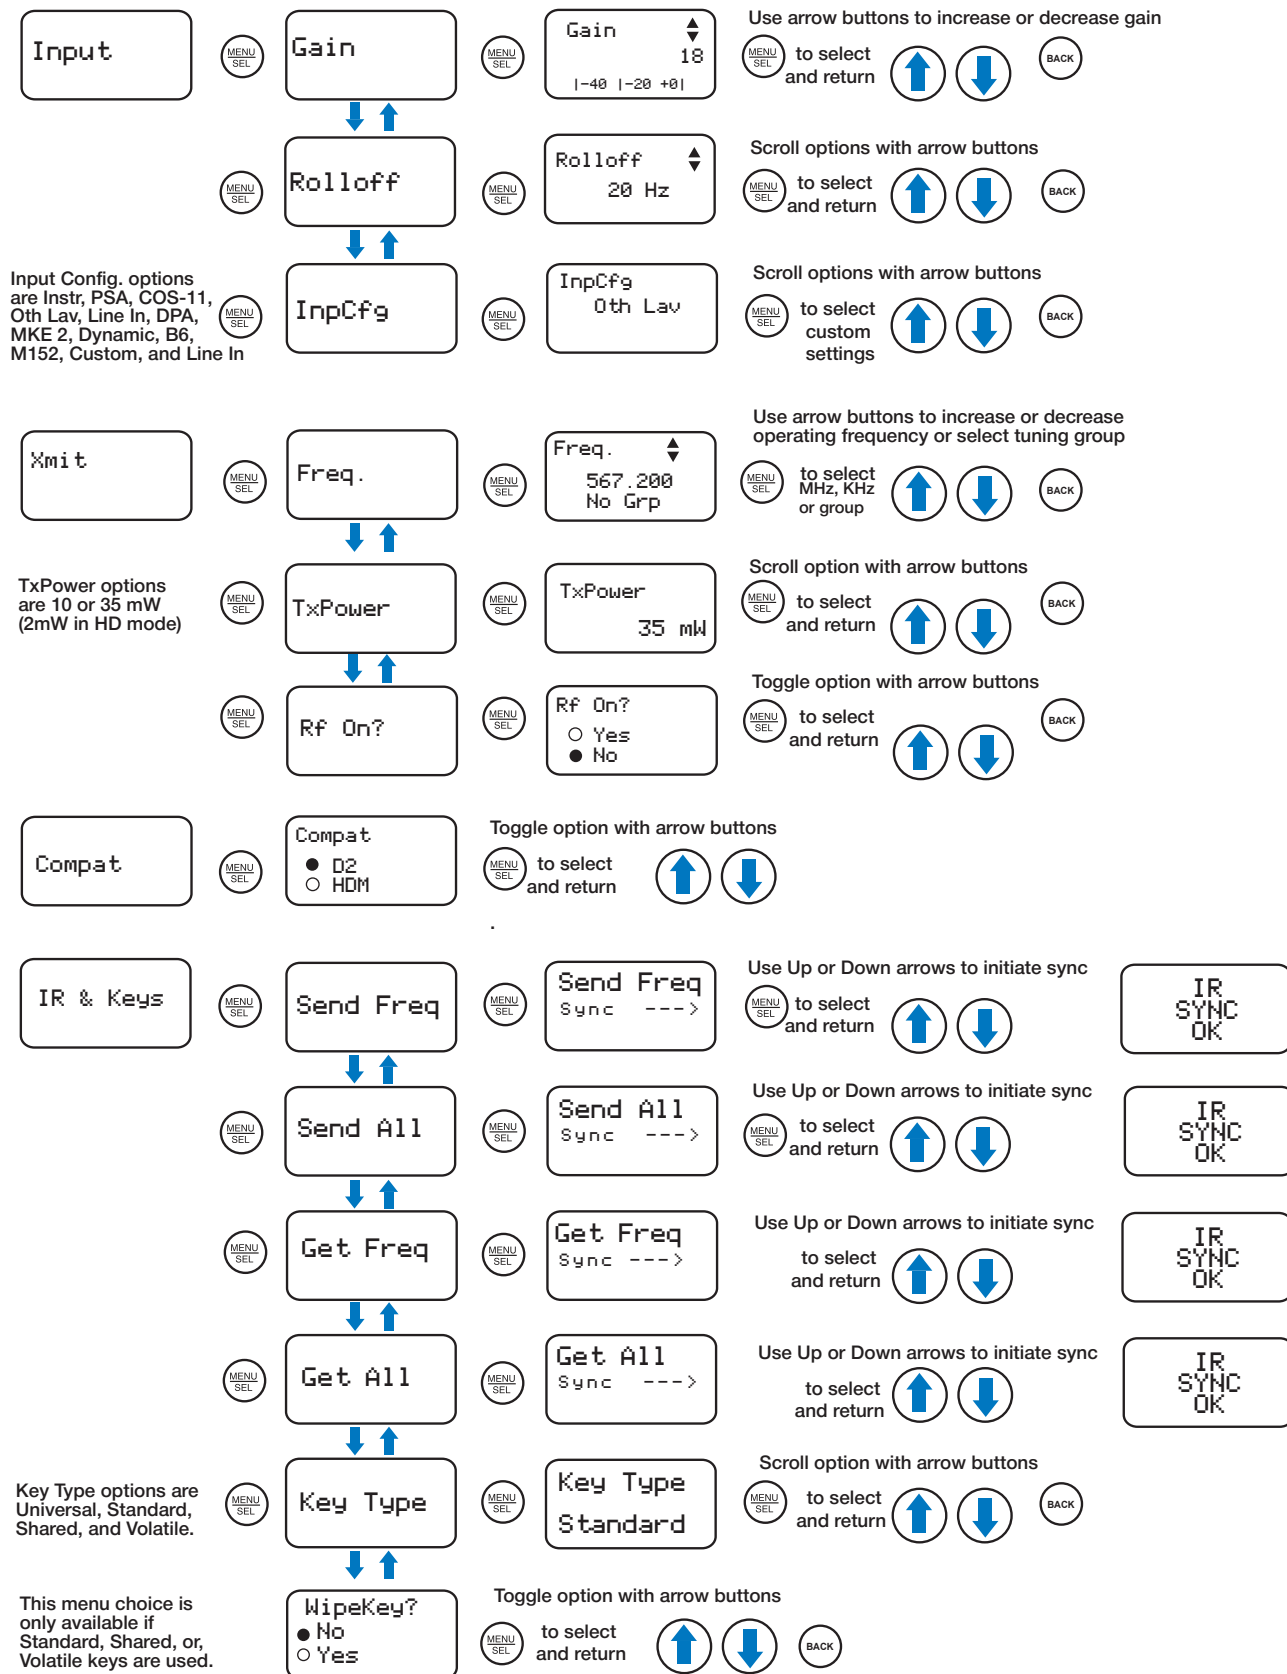 Input
MENU
SEL
Gain
MENU
SEL
Gain
18
|-40 |-20 +0|
Use arrow buttons to increase or decrease gain
MENU
SEL
to select
and return
BACK
MENU
SEL
Rolloff
MENU
SEL
Rolloff
20 Hz
Scroll options with arrow buttons
MENU
SEL
to select
and return
BACK
Input Config. options
are Instr, PSA, COS-11,
Oth Lav, Line In, DPA,
MKE 2, Dynamic, B6,
M152, Custom, and Line In
MENU
SEL
InpCfg
MENU
SEL
InpCfg
Oth Lav
Scroll options with arrow buttons
MENU
SEL
to select
custom
settings
BACK
Xmit
MENU
SEL
Freq.
MENU
SEL
Freq.
567.200
No Grp
Use arrow buttons to increase or decrease
operating frequency or select tuning group
MENU
SEL
to select
MHz, KHz
or group
BACK
TxPower options
are 10 or 35 mW
(2mW in HD mode)
MENU
SEL
TxPower
MENU
SEL
TxPower
35 mW
Scroll option with arrow buttons
MENU
SEL
to select
and return
BACK
MENU
SEL
Rf On?
MENU
SEL
Rf On?
Yes
No
Toggle option with arrow buttons
MENU
SEL
to select
and return
BACK
Compat
MENU
SEL
Compat
D2
HDM
Toggle option with arrow buttons
MENU
SEL
to select
and return
.
IR & Keys
MENU
SEL
Send Freq
MENU
SEL
Send Freq
Sync --->
Use Up or Down arrows to initiate sync
MENU
SEL
to select
and return
IR
SYNC
OK
MENU
SEL
Send All
MENU
SEL
Send All
Sync --->
Use Up or Down arrows to initiate sync
MENU
SEL
to select
and return
IR
SYNC
OK
MENU
SEL
Get Freq
MENU
SEL
Get Freq
Sync --->
Use Up or Down arrows to initiate sync
to select
and return
IR
SYNC
OK
MENU
SEL
Get All
MENU
SEL
Get All
Sync --->
Use Up or Down arrows to initiate sync
to select
and return
IR
SYNC
OK
Key Type options are
Universal, Standard,
Shared, and Volatile.
MENU
SEL
Key Type
MENU
SEL
Key Type
Standard
Scroll option with arrow buttons
MENU
SEL
to select
and return
BACK
This menu choice is
only available if
Standard, Shared, or,
Volatile keys are used.
WipeKey?
No
Yes
Toggle option with arrow buttons
MENU
SEL
to select
and return
BACK